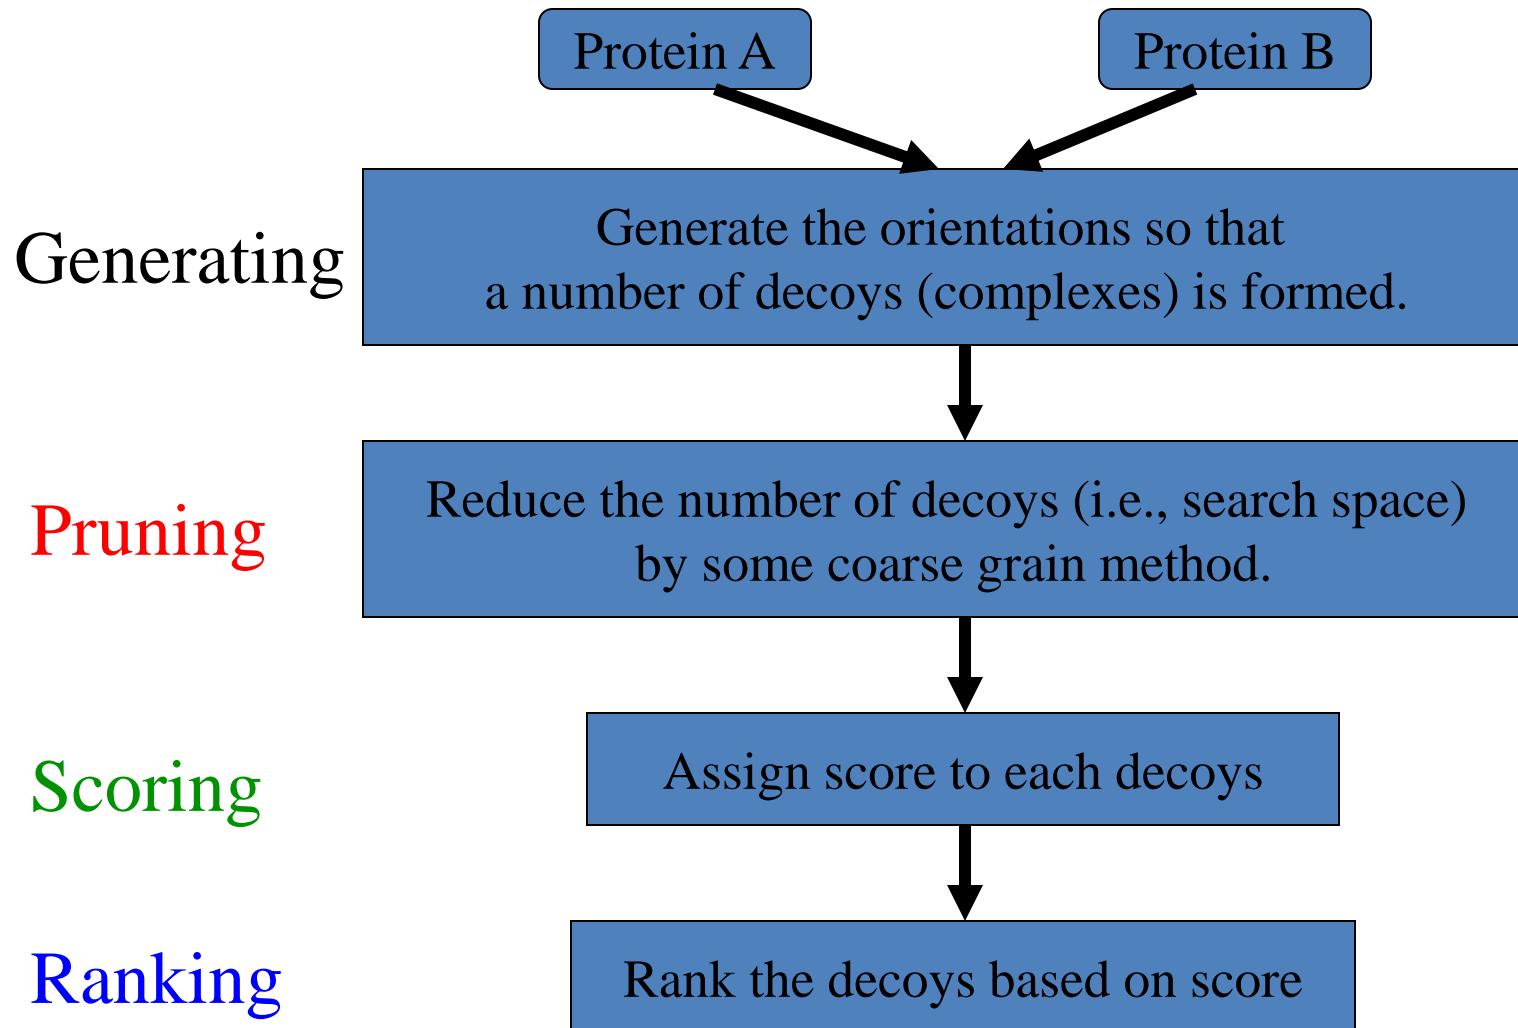 Protein A
Protein B
Generating
Generate the orientations so that
a number of decoys (complexes) is formed.
Pruning
Reduce the number of decoys (i.e., search space)
by some coarse grain method.
Scoring
Assign score to each decoys
Ranking
Rank the decoys based on score